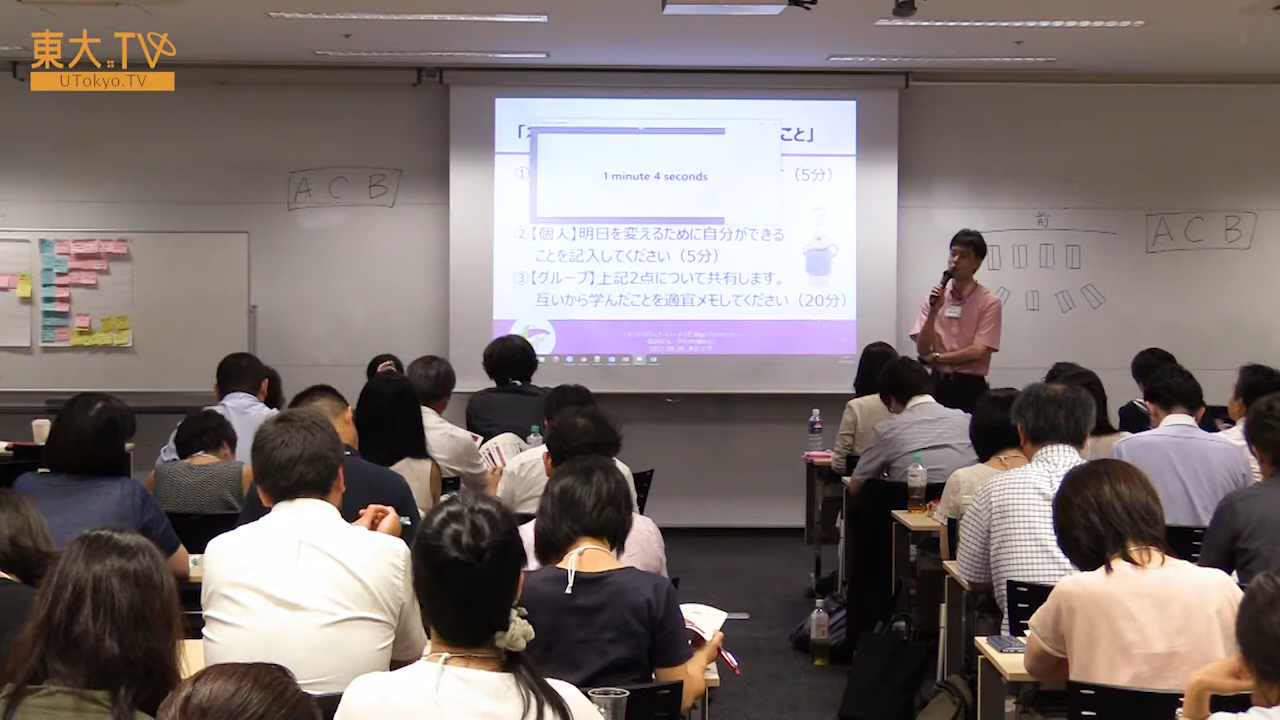 東大.TV
UTokyo.TV
A C B
こと」
①
1 minute 4 seconds
（5分）
②【個人】明日を変えるために自分ができる
ことを記入してください（5分）
③【グループ】上記2点について共有します。
互いから学んだことを適宜メモしてください（20分）
前
A C B